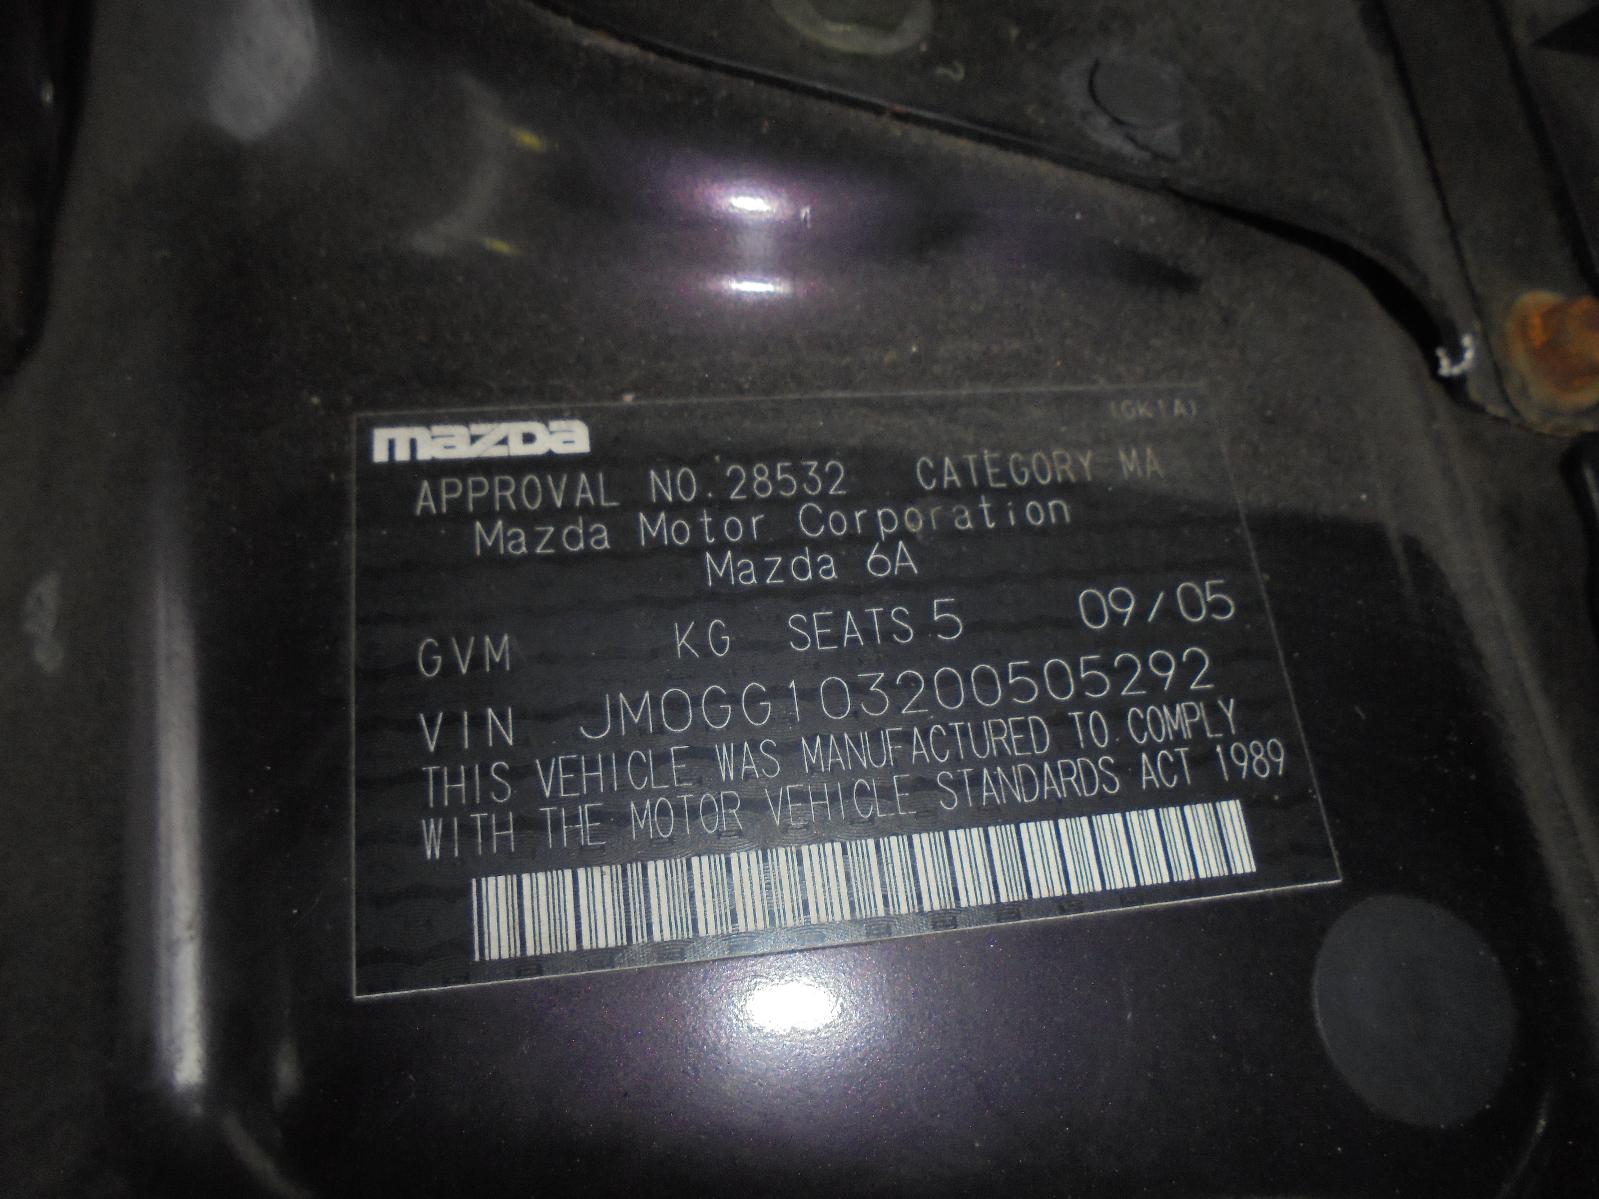 mazda (GK1A)
APPROVAL NO. 28532 CATEGORY MA
Mazda Motor Corporation
Mazda 6A
GVM KG SEATS 5 09/05
VIN JM0GG103200505292
THIS VEHICLE WAS MANUFACTURED TO COMPLY
WITH THE MOTOR VEHICLE STANDARDS ACT 1989